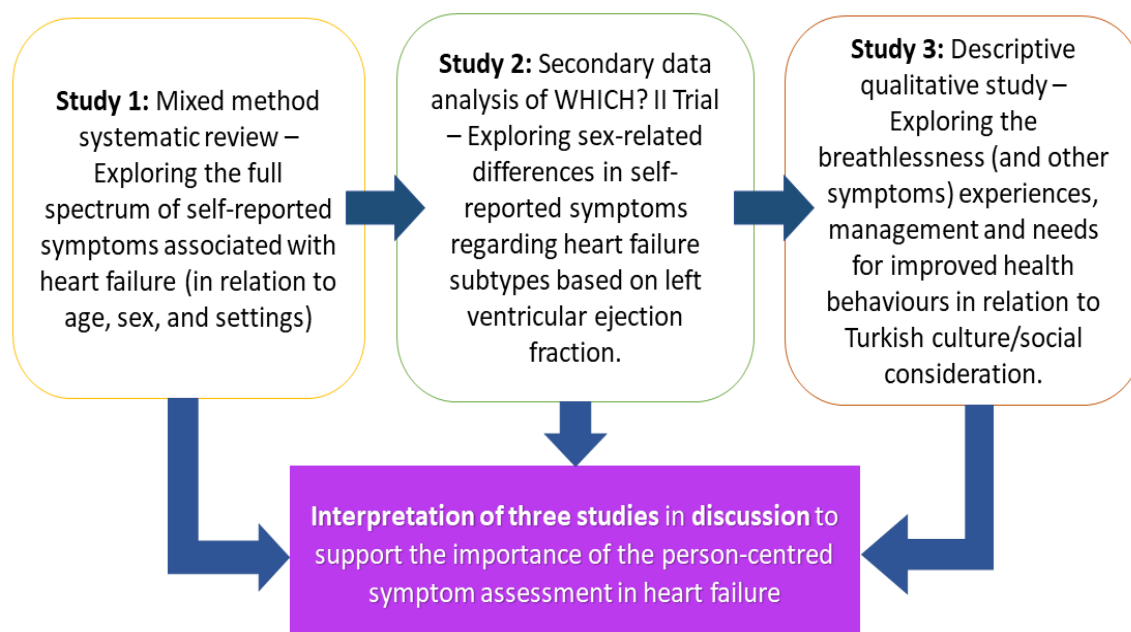 Study 1: Mixed method
systematic review –
Exploring the full
spectrum of self-reported
symptoms associated with
heart failure (in relation to
age, sex, and settings)
Study 2: Secondary data
analysis of WHICH? II Trial
– Exploring sex-related
differences in self-
reported symptoms
regarding heart failure
subtypes based on left
ventricular ejection
fraction.
Study 3: Descriptive
qualitative study –
Exploring the
breathlessness (and other
symptoms) experiences,
management and needs
for improved health
behaviours in relation to
Turkish culture/social
consideration.
Interpretation of three studies in discussion to
support the importance of the person-centred
symptom assessment in heart failure